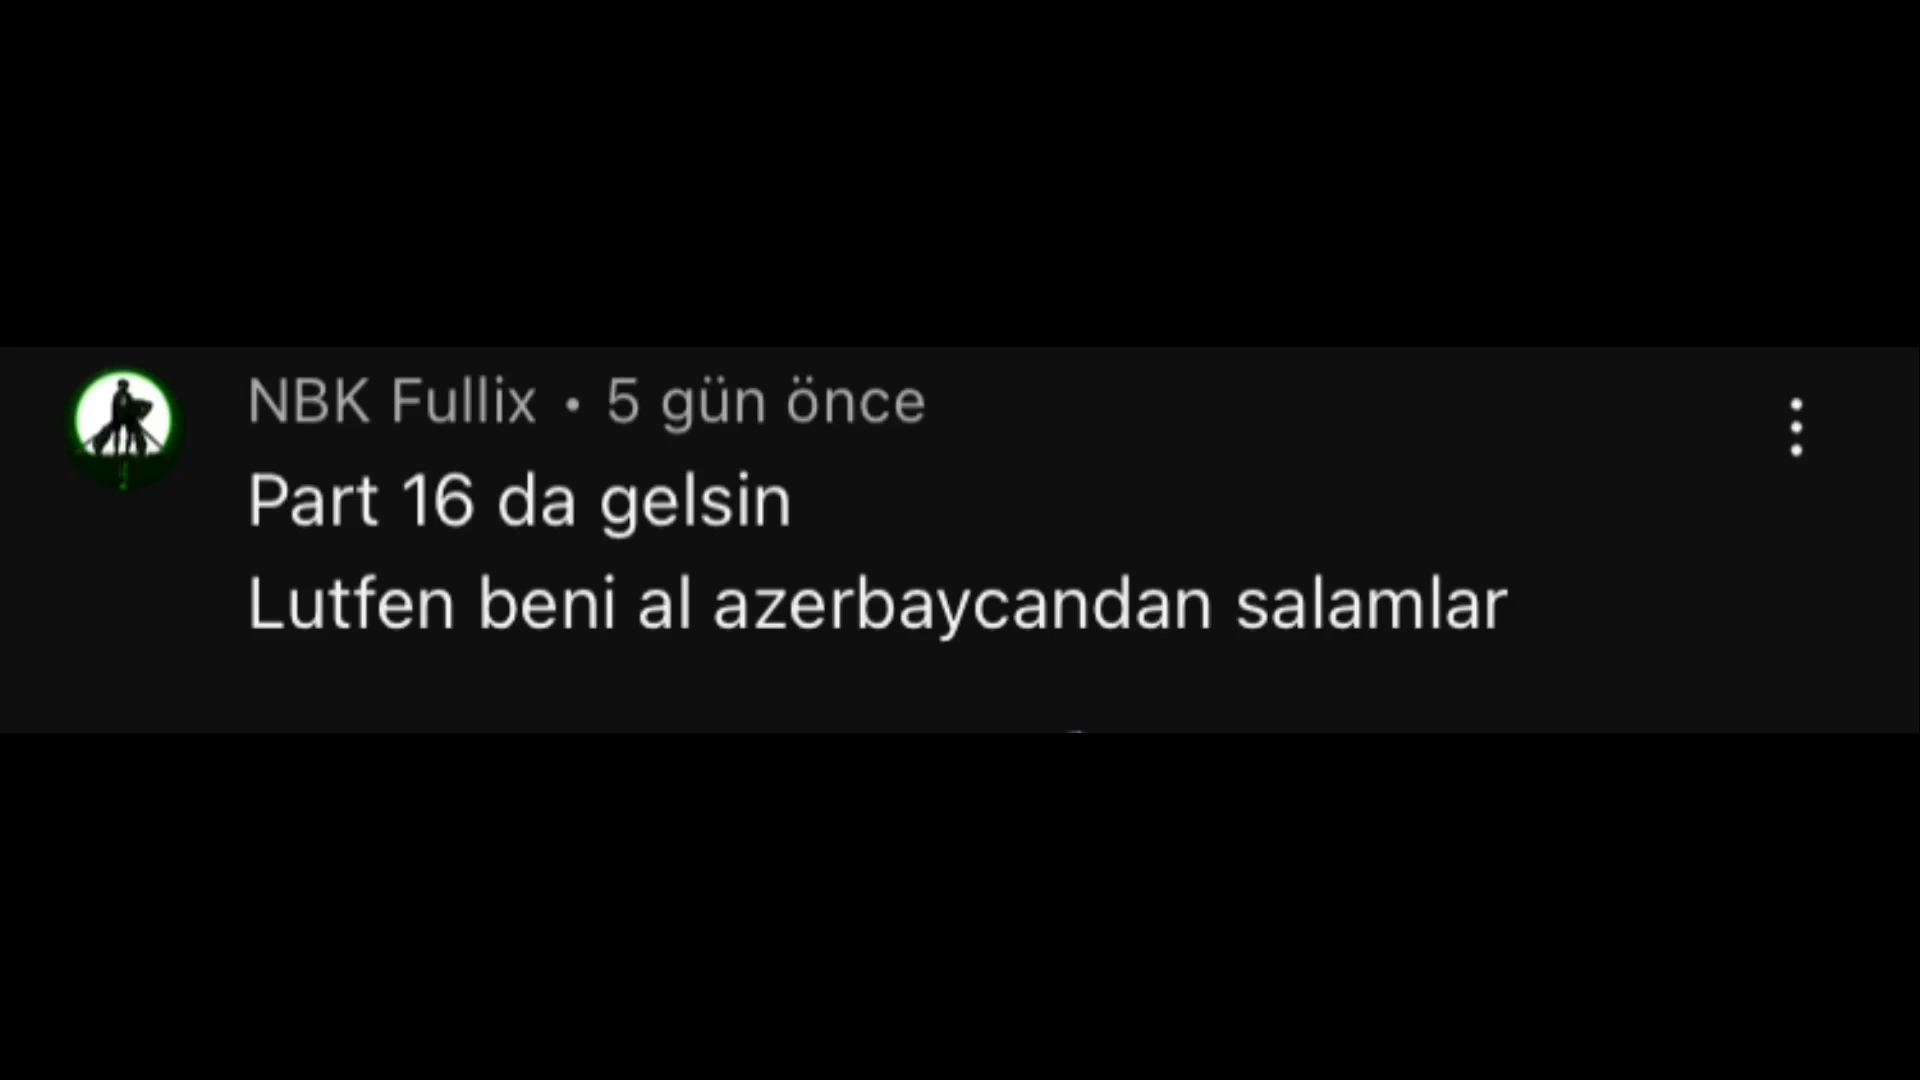 NBK Fullix • 5 gün önce
Part 16 da gelsin
Lutfen beni al azerbaycandan salamlar